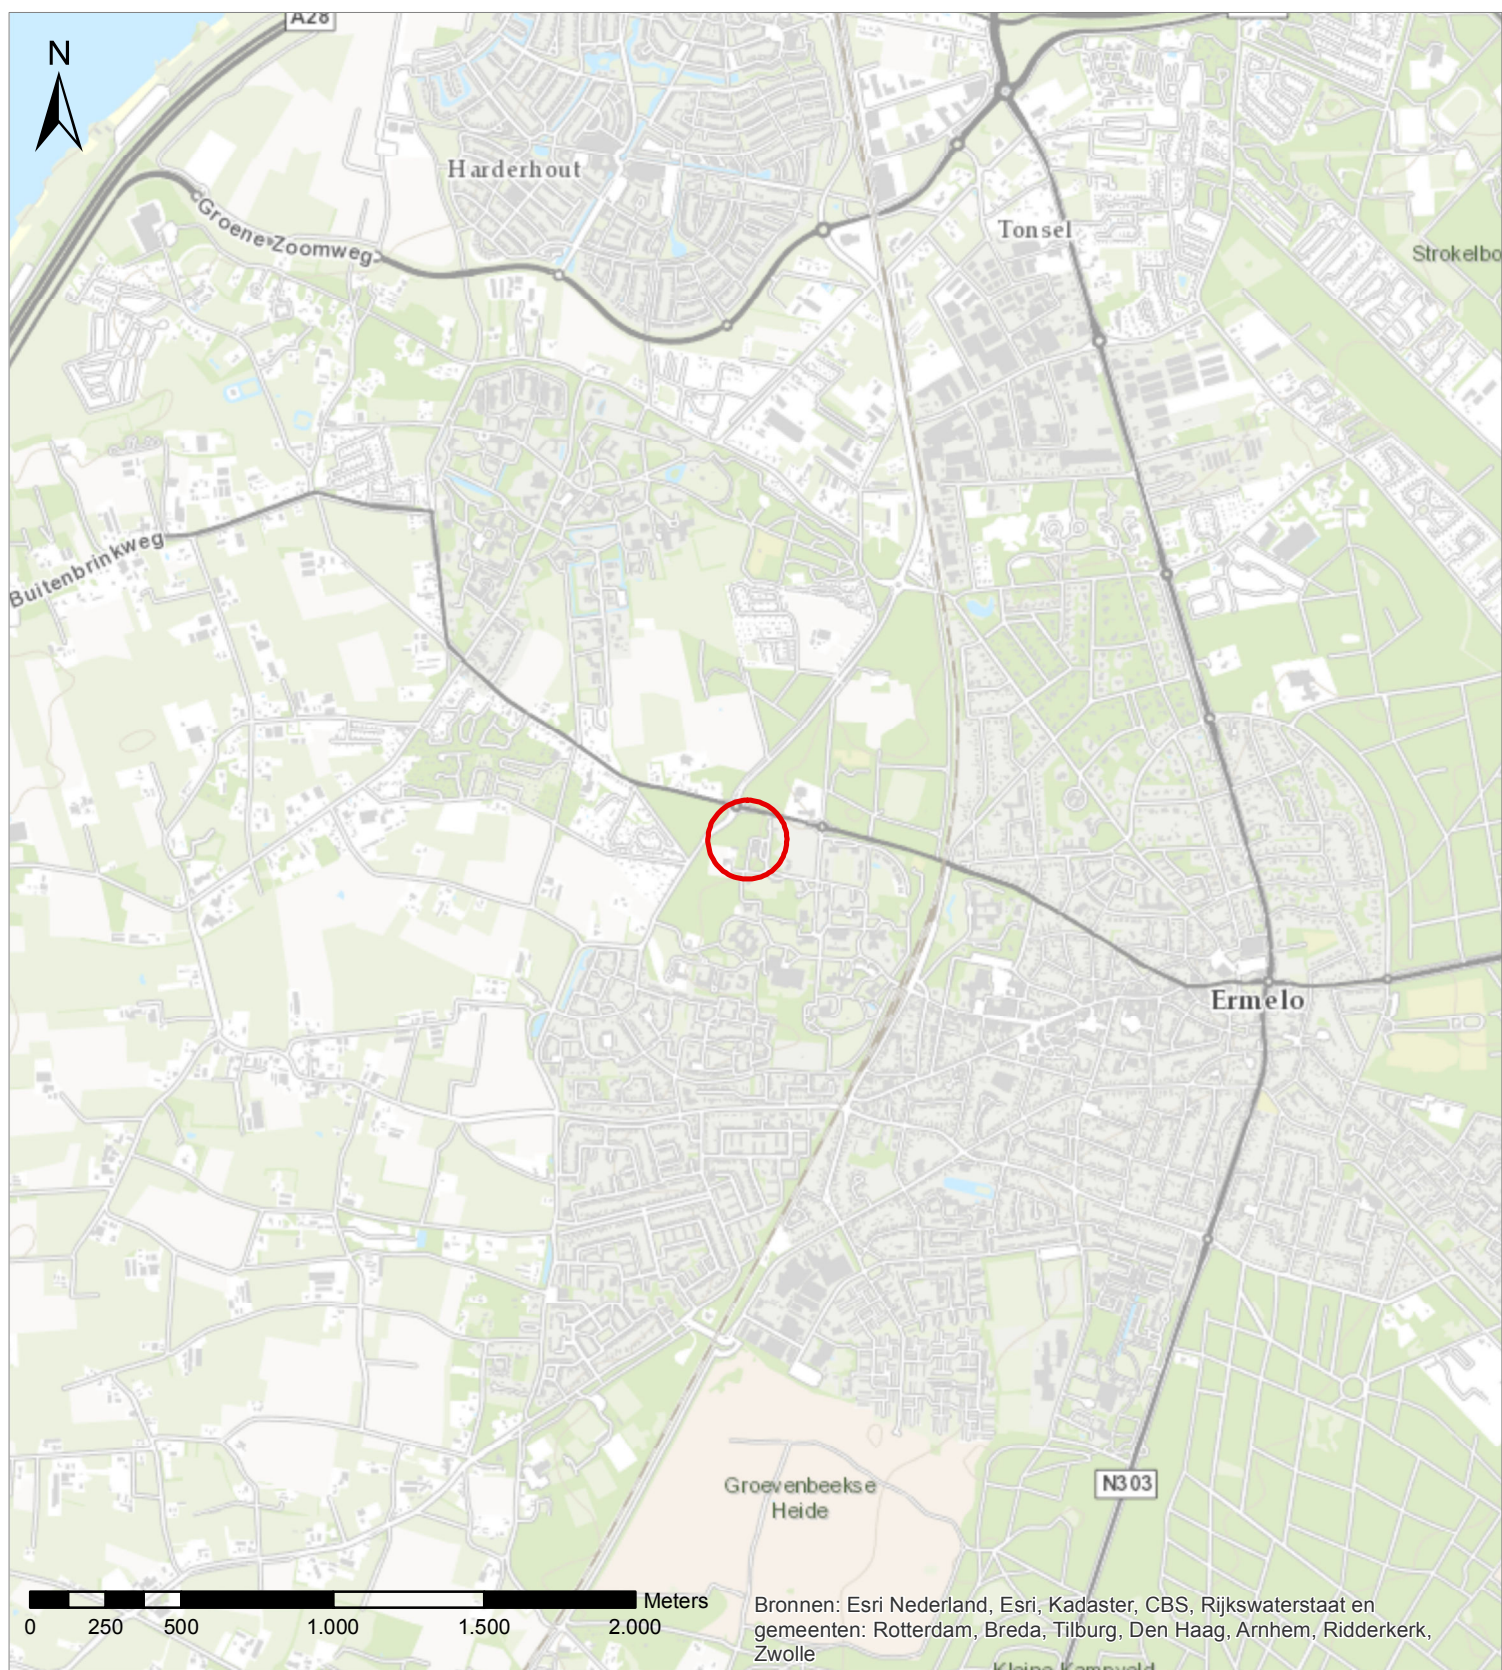 A28
N
Harderhout
Groene Zoomweg
Tonsel
Strokelbo
Buitenbrinkweg
Ermelo
Groevenbeekse
Heide
N303
Meters
0 250 500 1.000 1.500 2.000
Bronnen: Esri Nederland, Esri, Kadaster, CBS, Rijkswaterstaat en
gemeenten: Rotterdam, Breda, Tilburg, Den Haag, Arnhem, Ridderkerk,
Zwolle
Kleine Kampveld